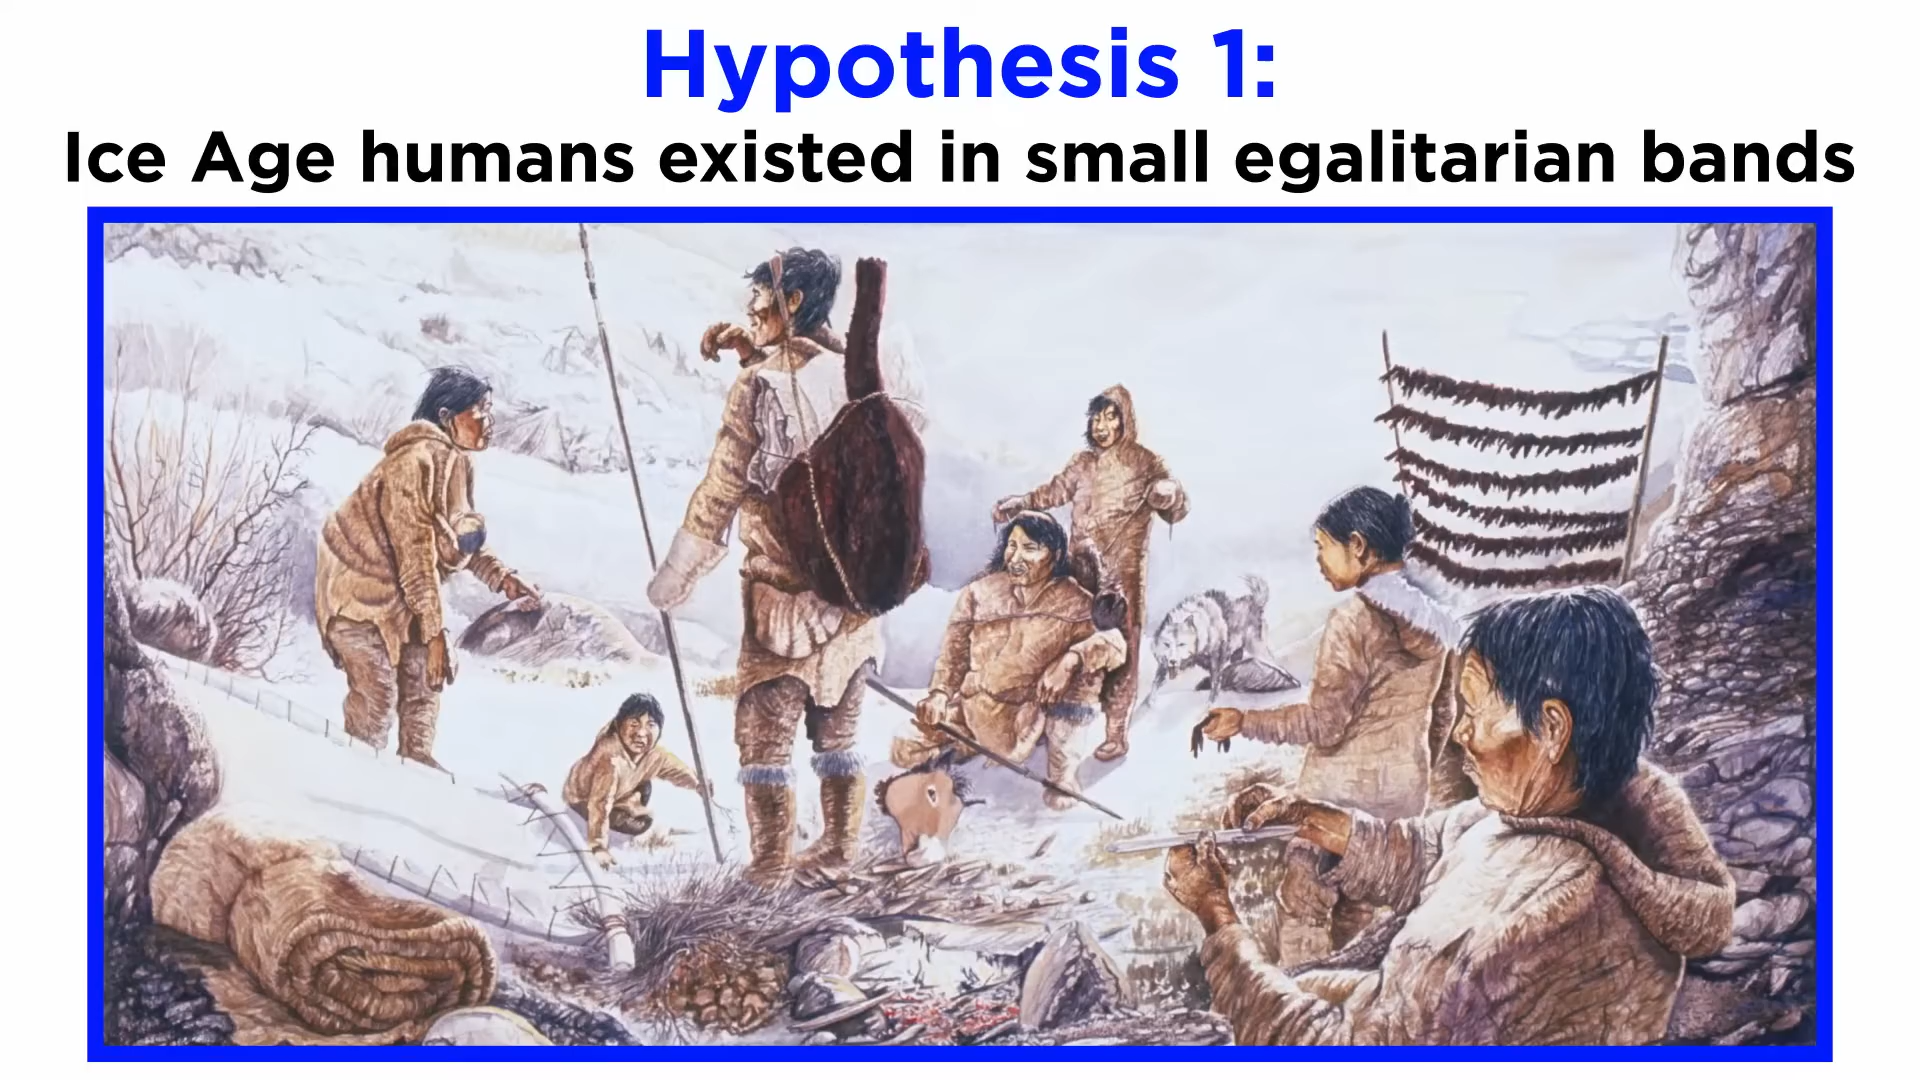 Hypothesis 1:
Ice Age humans existed in small egalitarian bands